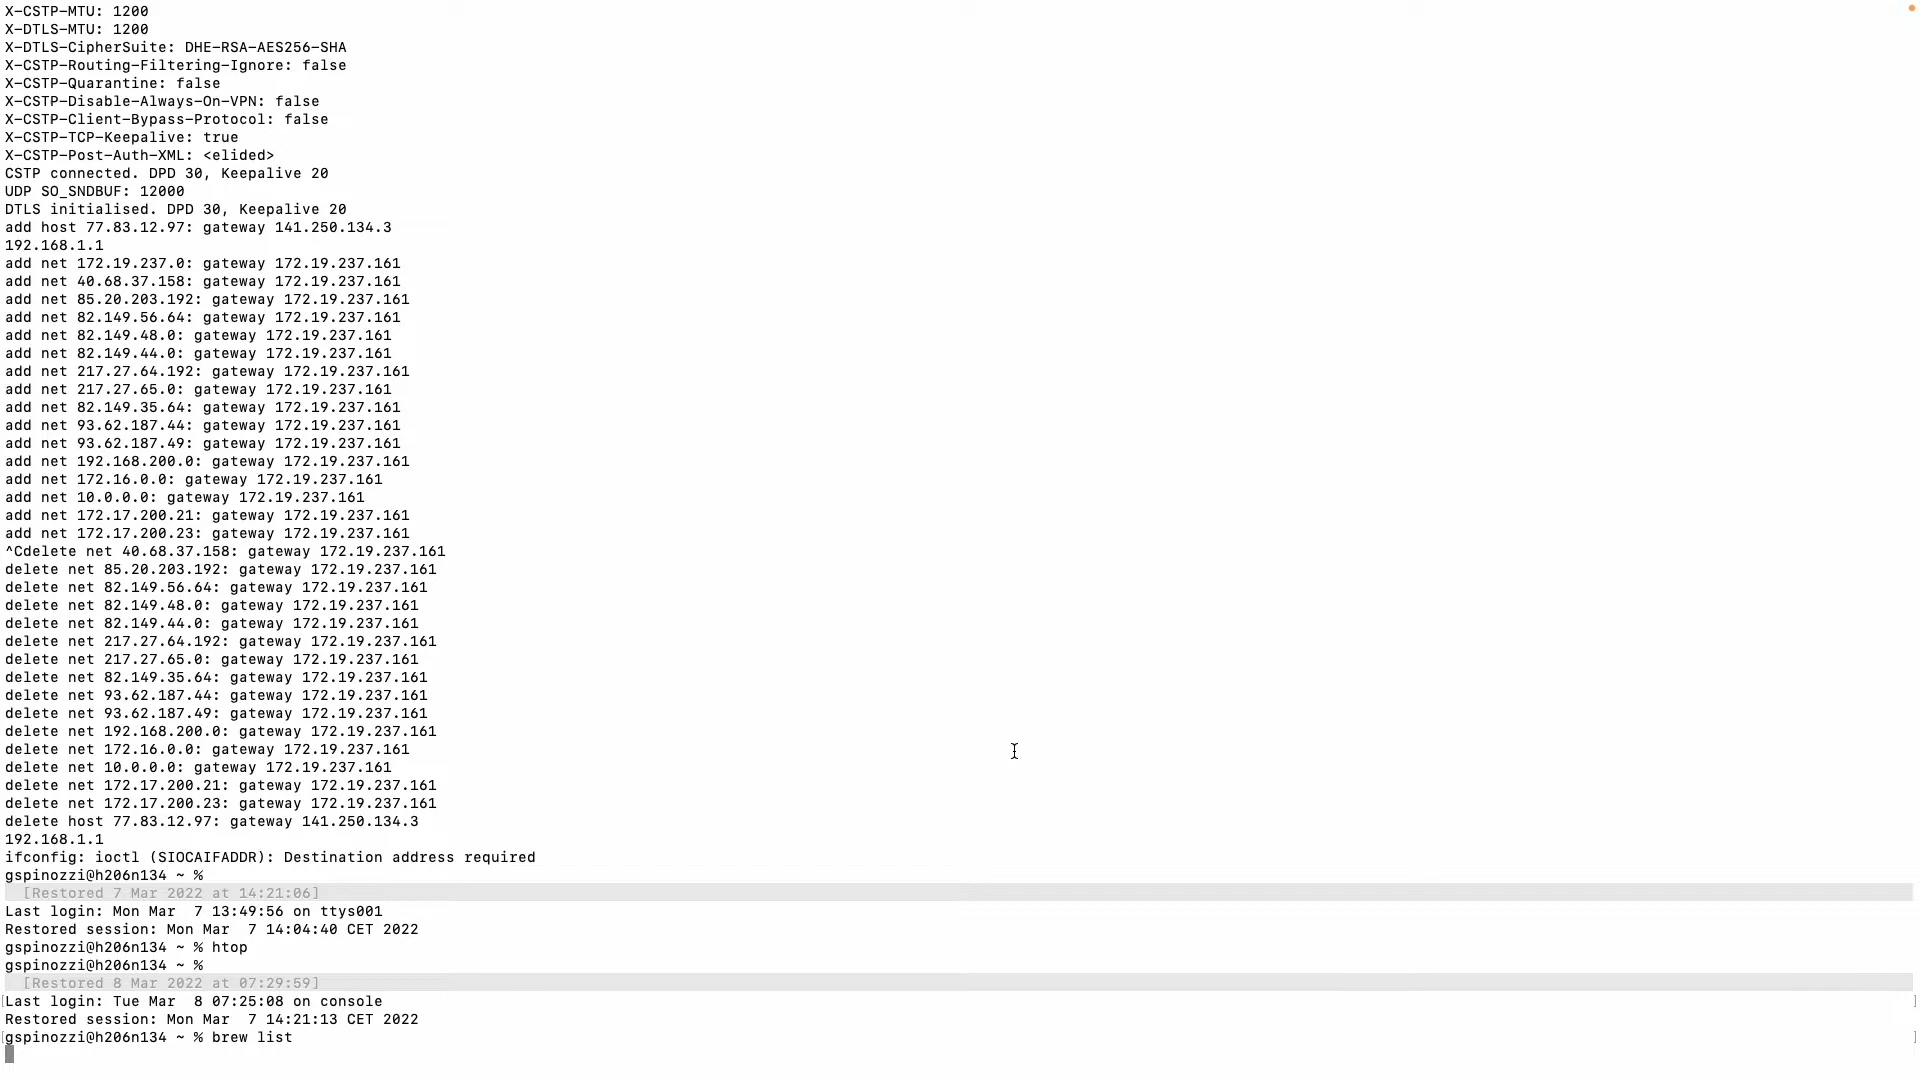 X-CSTP-MTU: 1200
X-DTLS-MTU: 1200
X-DTLS-CipherSuite: DHE-RSA-AES256-SHA
X-CSTP-Routing-Filtering-Ignore: false
X-CSTP-Quarantine: false
X-CSTP-Disable-Always-On-VPN: false
X-CSTP-Client-Bypass-Protocol: false
X-CSTP-TCP-Keepalive: true
X-CSTP-Post-Auth-XML: <elided>
CSTP connected. DPD 30, Keepalive 20
UDP SO_SNDBUF: 12000
DTLS initialised. DPD 30, Keepalive 20
add host 77.83.12.97: gateway 141.250.134.3
192.168.1.1
add net 172.19.237.0: gateway 172.19.237.161
add net 40.68.37.158: gateway 172.19.237.161
add net 85.20.203.192: gateway 172.19.237.161
add net 82.149.56.64: gateway 172.19.237.161
add net 82.149.48.0: gateway 172.19.237.161
add net 82.149.44.0: gateway 172.19.237.161
add net 217.27.64.192: gateway 172.19.237.161
add net 217.27.65.0: gateway 172.19.237.161
add net 82.149.35.64: gateway 172.19.237.161
add net 93.62.187.44: gateway 172.19.237.161
add net 93.62.187.49: gateway 172.19.237.161
add net 192.168.200.0: gateway 172.19.237.161
add net 172.16.0.0: gateway 172.19.237.161
add net 10.0.0.0: gateway 172.19.237.161
add net 172.17.200.21: gateway 172.19.237.161
add net 172.17.200.23: gateway 172.19.237.161
^Cdelete net 40.68.37.158: gateway 172.19.237.161
delete net 85.20.203.192: gateway 172.19.237.161
delete net 82.149.56.64: gateway 172.19.237.161
delete net 82.149.48.0: gateway 172.19.237.161
delete net 82.149.44.0: gateway 172.19.237.161
delete net 217.27.64.192: gateway 172.19.237.161
delete net 217.27.65.0: gateway 172.19.237.161
delete net 82.149.35.64: gateway 172.19.237.161
delete net 93.62.187.44: gateway 172.19.237.161
delete net 93.62.187.49: gateway 172.19.237.161
delete net 192.168.200.0: gateway 172.19.237.161
delete net 172.16.0.0: gateway 172.19.237.161
delete net 10.0.0.0: gateway 172.19.237.161
delete net 172.17.200.21: gateway 172.19.237.161
delete net 172.17.200.23: gateway 172.19.237.161
delete host 77.83.12.97: gateway 141.250.134.3
192.168.1.1
ifconfig: ioctl (SIOCAIFADDR): Destination address required
gspinozzi@h206n134 ~ %
[Restored 7 Mar 2022 at 14:21:06]
Last login: Mon Mar  7 13:49:56 on ttys001
Restored session: Mon Mar  7 14:04:40 CET 2022
gspinozzi@h206n134 ~ % htop
gspinozzi@h206n134 ~ %
[Restored 8 Mar 2022 at 07:29:59]
[Last login: Tue Mar  8 07:25:08 on console ]
Restored session: Mon Mar  7 14:21:13 CET 2022
[gspinozzi@h206n134 ~ % brew list ]